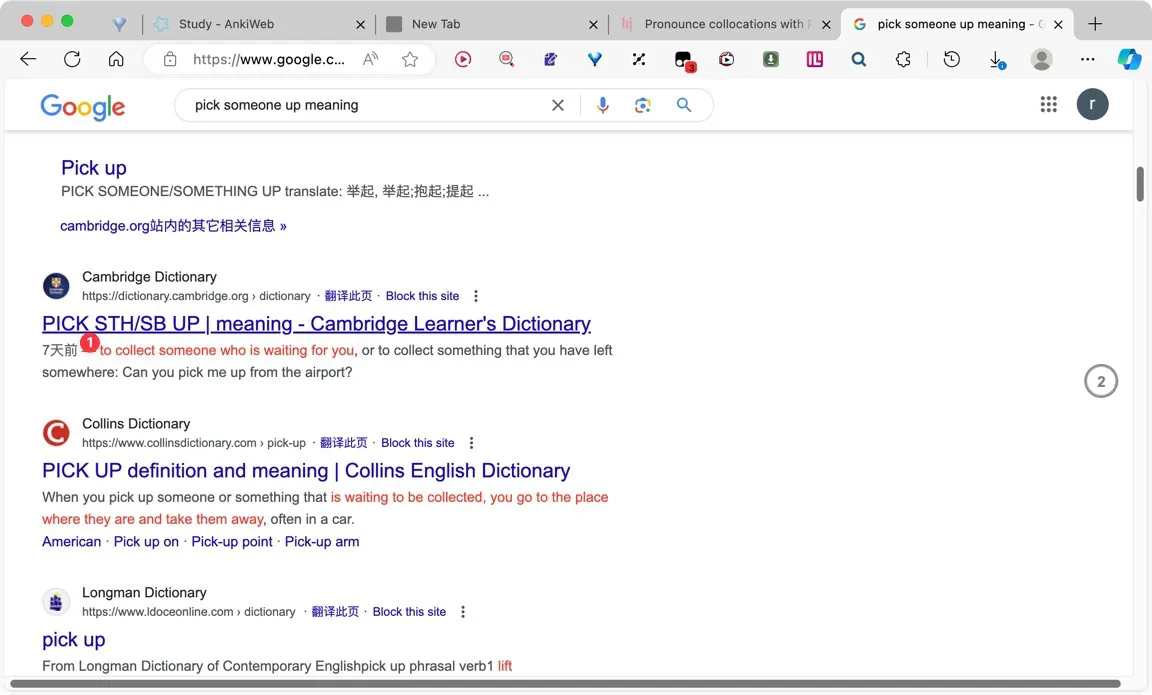 Study - AnkiWeb
New Tab
Pronounce collocations with
pick someone up meaning -
https://www.google.c...
3
Google
pick someone up meaning
r
Pick up
PICK SOMEONE/SOMETHING UP translate: 举起, 举起;抱起;提起 ...
cambridge.org站内的其它相关信息 »
Cambridge Dictionary
https://dictionary.cambridge.org › dictionary · 翻译此页 · Block this site
PICK STH/SB UP | meaning - Cambridge Learner's Dictionary
1
7天前 — to collect someone who is waiting for you, or to collect something that you have left
somewhere: Can you pick me up from the airport?
2
Collins Dictionary
https://www.collinsdictionary.com › pick-up · 翻译此页 · Block this site
PICK UP definition and meaning | Collins English Dictionary
When you pick up someone or something that is waiting to be collected, you go to the place
where they are and take them away, often in a car.
American · Pick up on · Pick-up point · Pick-up arm
Longman Dictionary
https://www.ldoceonline.com › dictionary · 翻译此页 · Block this site
pick up
From Longman Dictionary of Contemporary Englishpick up phrasal verb1 lift